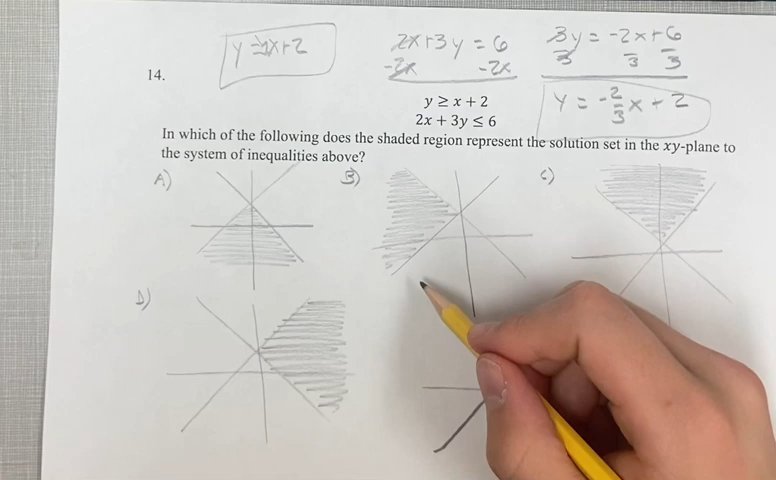 y = 1x+2
2x+3y = 6
-2x -2x
3y = -2x+6
3 3 3
y = -2/3 x + 2
14.
y ≥ x + 2
2x + 3y ≤ 6
In which of the following does the shaded region represent the solution set in the xy-plane to
the system of inequalities above?
A) B) C)
D)